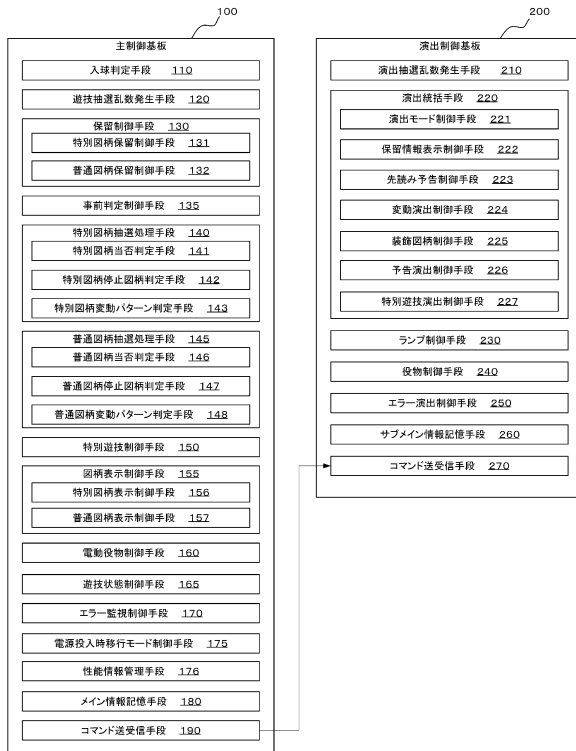 100
主制御基板
入球判定手段 110
遊技抽選乱数発生手段 120
保留制御手段 130
特別図柄保留制御手段 131
普通図柄保留制御手段 132
事前判定制御手段 135
特別図柄抽選処理手段 140
特別図柄当否判定手段 141
特別図柄停止図柄判定手段 142
特別図柄変動パターン判定手段 143
普通図柄抽選処理手段 145
普通図柄当否判定手段 146
普通図柄停止図柄判定手段 147
普通図柄変動パターン判定手段 148
特別遊技制御手段 150
図柄表示制御手段 155
特別図柄表示制御手段 156
普通図柄表示制御手段 157
電動役物制御手段 160
遊技状態制御手段 165
エラー監視制御手段 170
電源投入時移行モード制御手段 175
性能情報管理手段 176
メイン情報記憶手段 180
コマンド送受信手段 190
200
演出制御基板
演出抽選乱数発生手段 210
演出統括手段 220
演出モード制御手段 221
保留情報表示制御手段 222
先読み予告制御手段 223
変動演出制御手段 224
装飾図柄制御手段 225
予告演出制御手段 226
特別遊技演出制御手段 227
ランプ制御手段 230
役物制御手段 240
エラー演出制御手段 250
サブメイン情報記憶手段 260
コマンド送受信手段 270